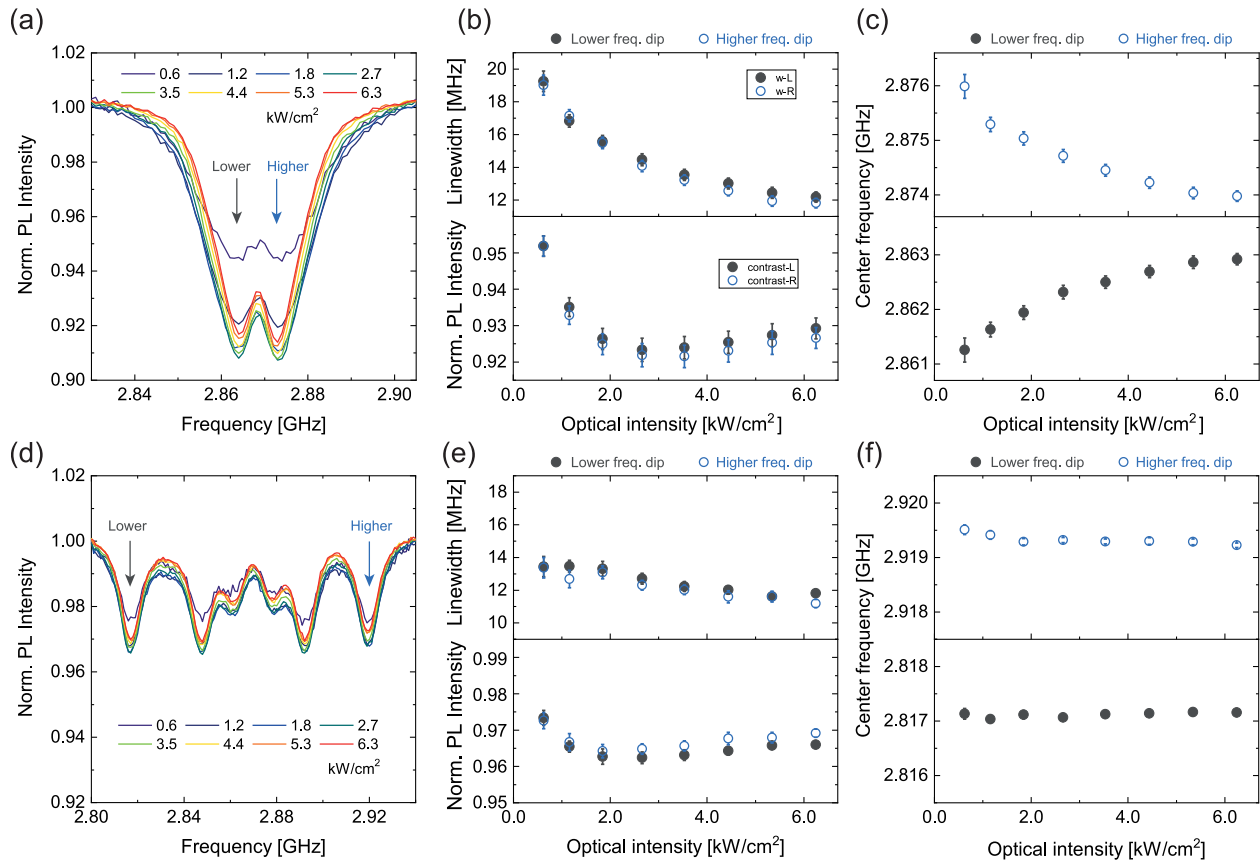 (a)
1.02
1.00
0.98
0.96
0.94
0.92
0.90
Norm. PL Intensity
0.6 1.2 1.8 2.7
3.5 4.4 5.3 6.3
kW/cm²
Lower Higher
2.84 2.86 2.88 2.90
Frequency [GHz]
(b)
Lower freq. dip Higher freq. dip
20
18
16
14
12
Linewidth [MHz]
w-L
w-R
0.95
0.94
0.93
0.92
Norm. PL Intensity
contrast-L
contrast-R
0.0 2.0 4.0 6.0
Optical intensity [kW/cm²]
(c)
Lower freq. dip Higher freq. dip
2.876
2.875
2.874
2.863
2.862
2.861
Center frequency [GHz]
0.0 2.0 4.0 6.0
Optical intensity [kW/cm²]
(d)
1.02
1.00
0.98
0.96
0.94
0.92
Norm. PL Intensity
Lower Higher
0.6 1.2 1.8 2.7
3.5 4.4 5.3 6.3
kW/cm²
2.80 2.84 2.88 2.92
Frequency [GHz]
(e)
Lower freq. dip Higher freq. dip
18
16
14
12
10
Linewidth [MHz]
0.99
0.98
0.97
0.96
0.95
Norm. PL Intensity
0.0 2.0 4.0 6.0
Optical intensity [kW/cm²]
(f)
Lower freq. dip Higher freq. dip
2.920
2.919
2.918
2.817
2.816
Center frequency [GHz]
0.0 2.0 4.0 6.0
Optical intensity [kW/cm²]